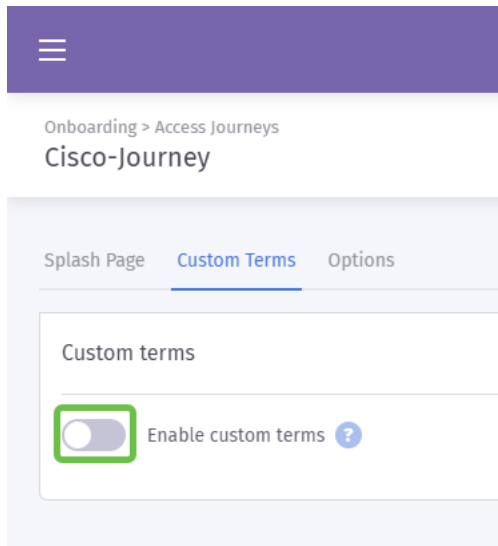 Onboarding > Access Journeys
Cisco-Journey
Splash Page Custom Terms Options
Custom terms
Enable custom terms ?